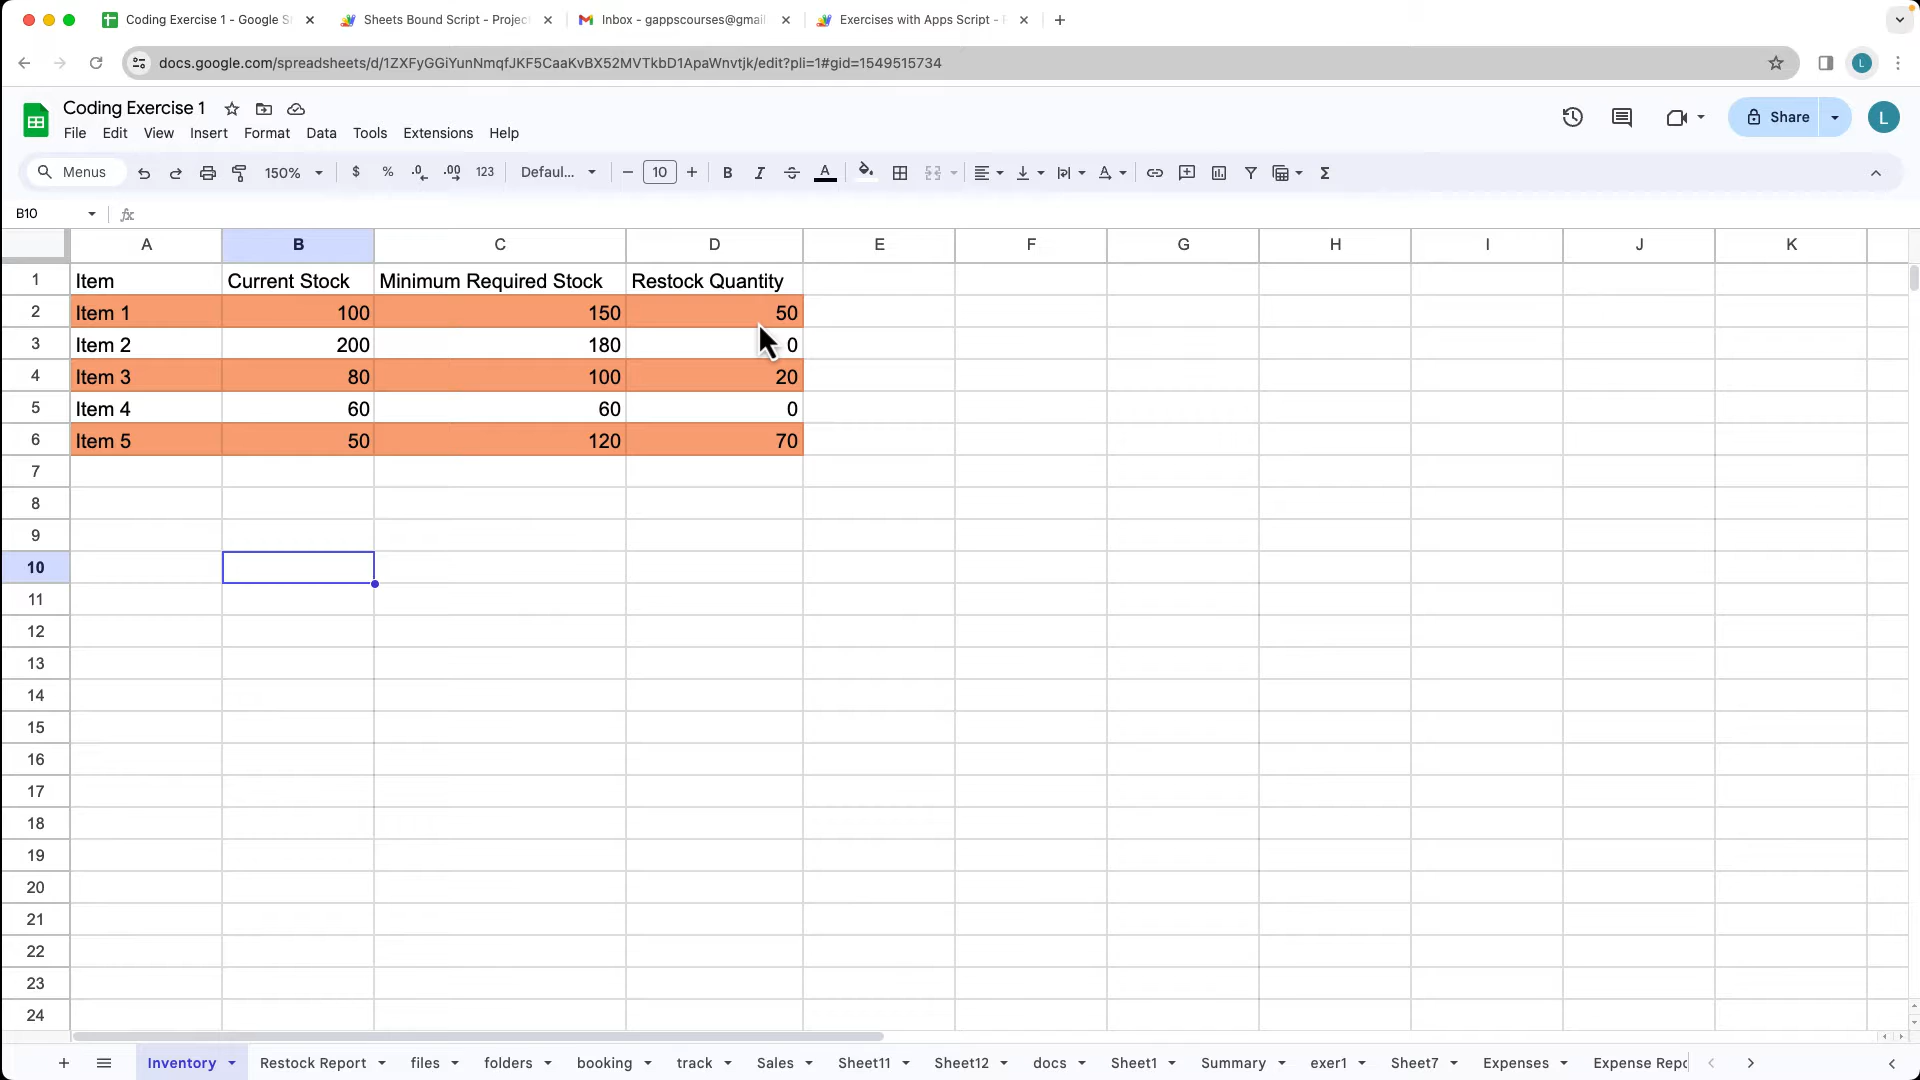 Coding Exercise 1 - Google S
Sheets Bound Script - Project
Inbox - gappscourses@gmail
Exercises with Apps Script -
docs.google.com/spreadsheets/d/1ZXFyGGiYunNmqfJKF5CaaKvBX52MVTkbD1ApaWnvtjk/edit?pli=1#gid=1549515734
L
Coding Exercise 1
File Edit View Insert Format Data Tools Extensions Help
Share
L
Menus 150% $ % .0 .00 123 Defaul... 10 B I A
B10 fx
A B C D E F G H I J K
1 Item Current Stock Minimum Required Stock Restock Quantity
2 Item 1 100 150 50
3 Item 2 200 180 0
4 Item 3 80 100 20
5 Item 4 60 60 0
6 Item 5 50 120 70
7
8
9
10
11
12
13
14
15
16
17
18
19
20
21
22
23
24
Inventory Restock Report files folders booking track Sales Sheet11 Sheet12 docs Sheet1 Summary exer1 Sheet7 Expenses Expense Repo